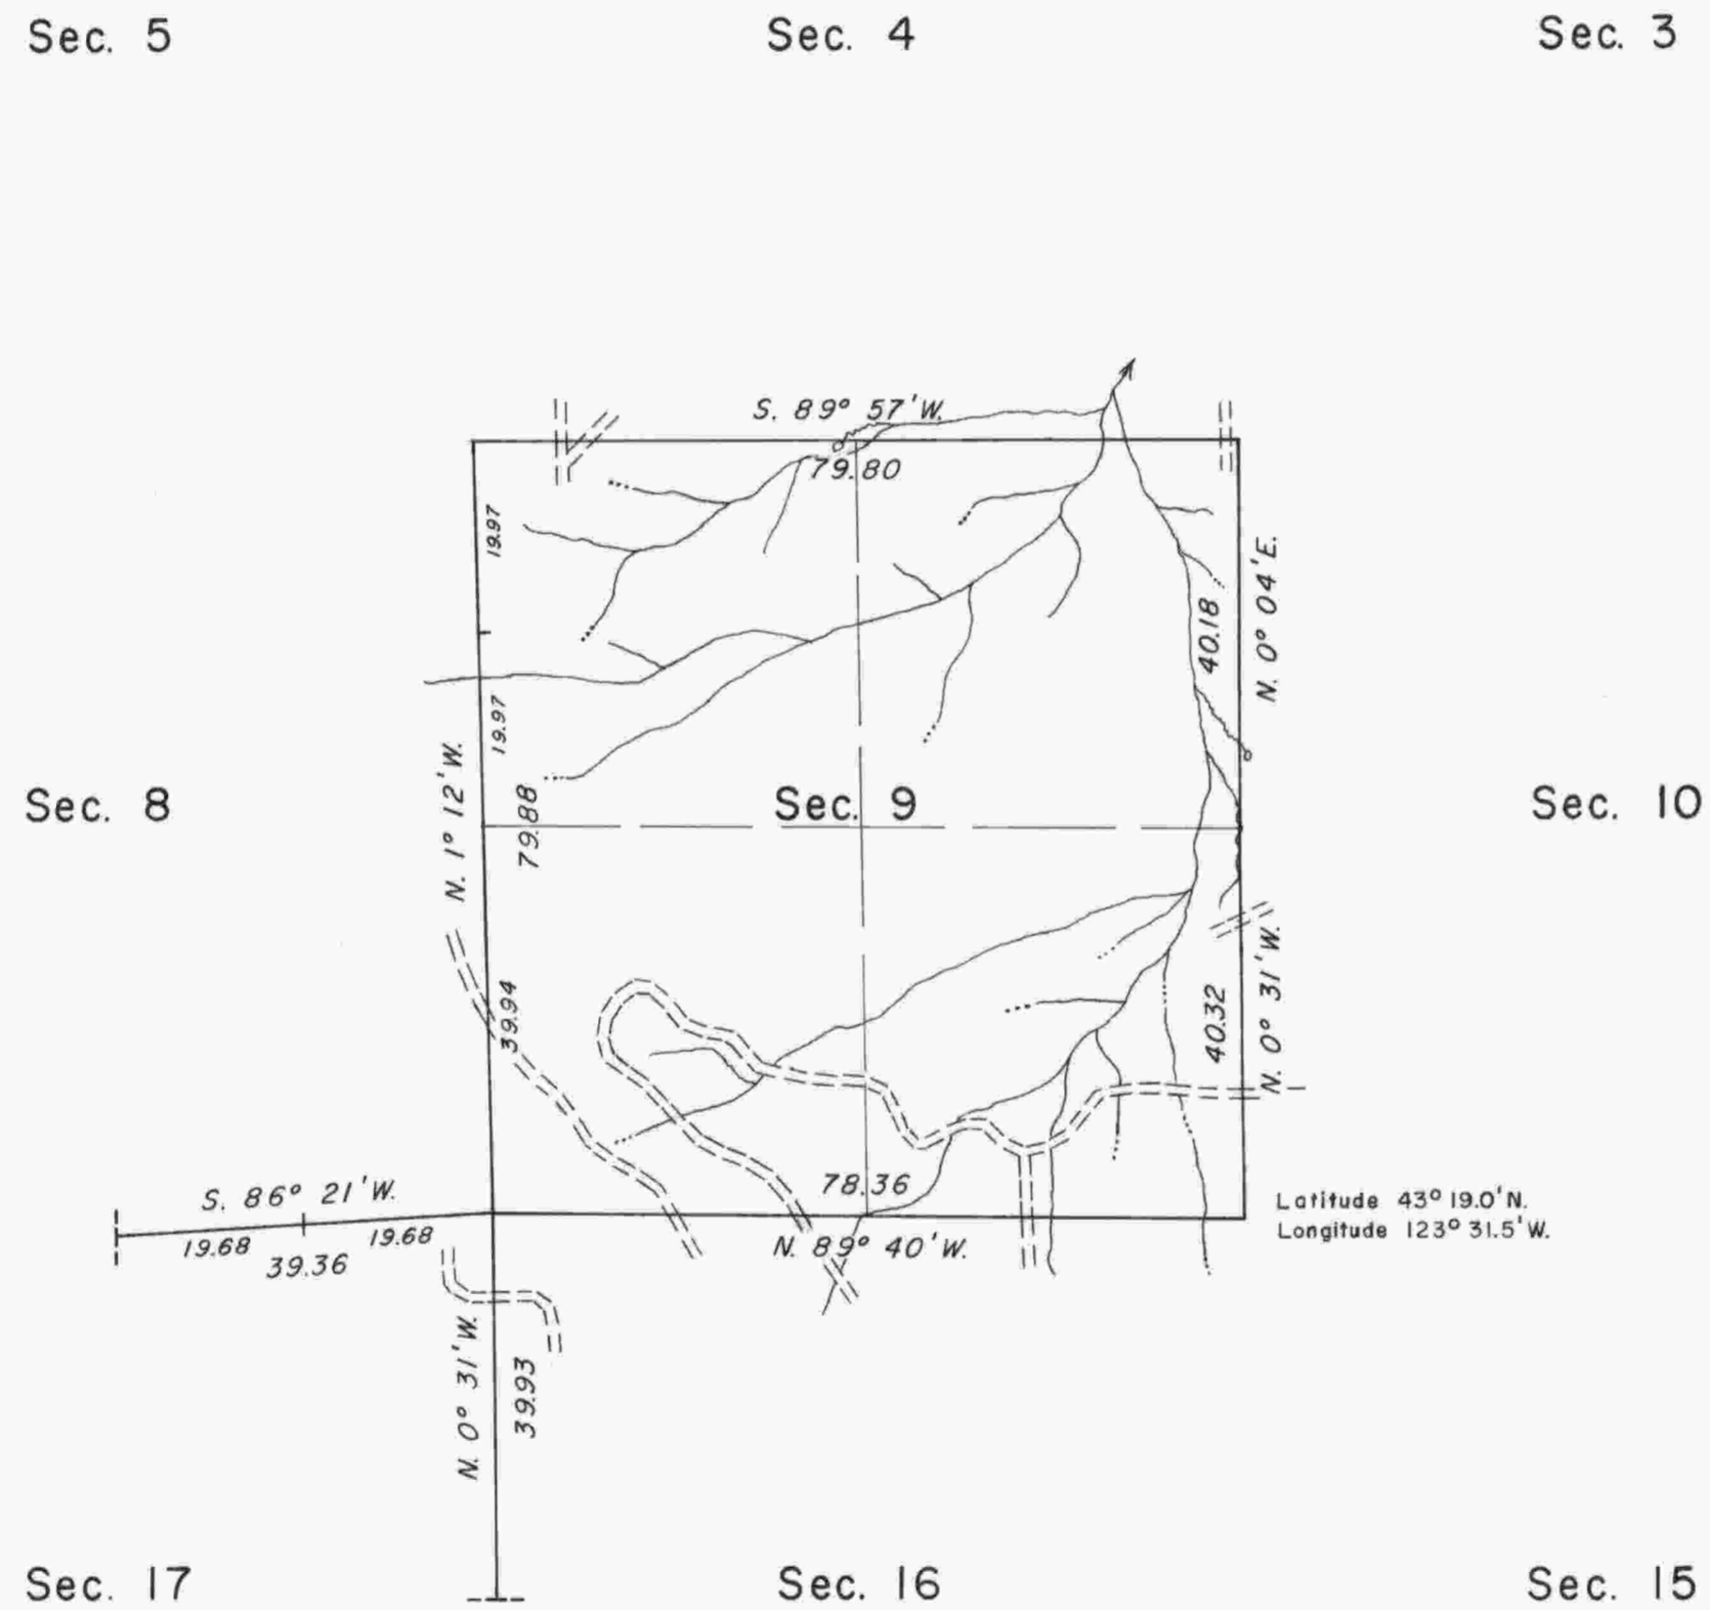 Sec. 5
Sec. 4
Sec. 3
S. 89° 57' W.
79.80
19.97
N. 0° 04' E.
40.18
19.97
N. 1° 12' W.
79.88
Sec. 8
Sec. 9
Sec. 10
39.94
N. 0° 31' W.
40.32
S. 86° 21' W.
78.36
Latitude 43° 19.0' N.
Longitude 123° 31.5' W.
19.68
19.68
39.36
N. 89° 40' W.
N. 0° 31' W.
39.93
Sec. 17
Sec. 16
Sec. 15